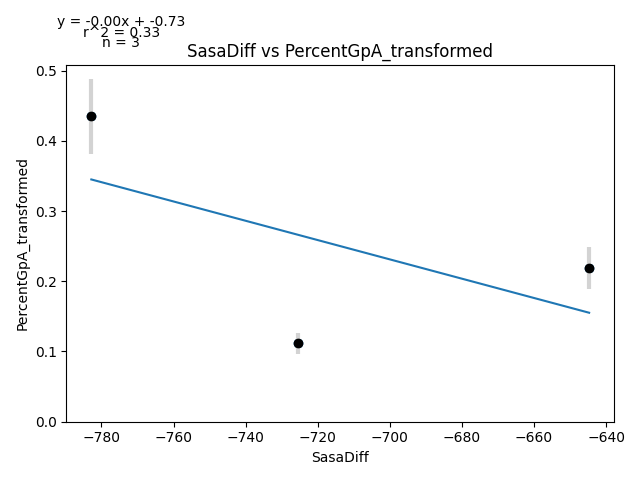 y = -0.00x + -0.73
r^2 = 0.33
n = 3
SasaDiff vs PercentGpA_transformed
PercentGpA_transformed
0.5
0.4
0.3
0.2
0.1
0.0
−780
−760
−740
−720
−700
−680
−660
−640
SasaDiff